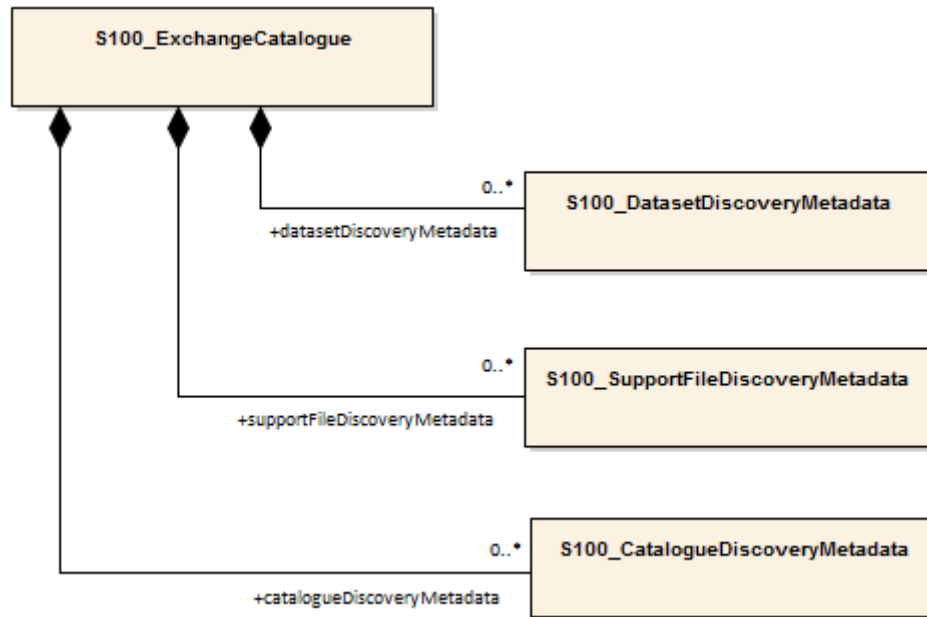 S100_ExchangeCatalogue
0..*
S100_DatasetDiscoveryMetadata
+datasetDiscoveryMetadata
0..*
S100_SupportFileDiscoveryMetadata
+supportFileDiscoveryMetadata
0..*
S100_CatalogueDiscoveryMetadata
+catalogueDiscoveryMetadata